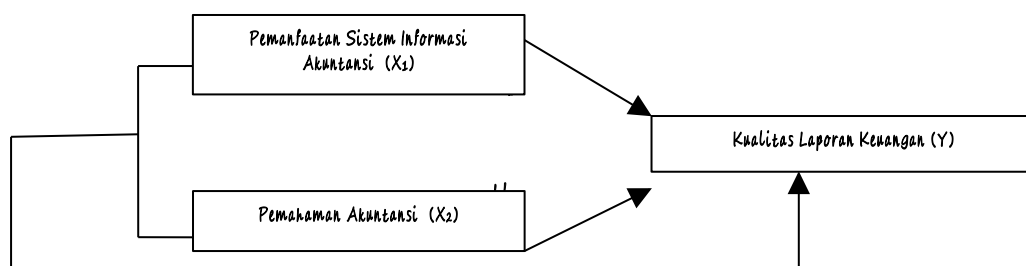 Pemanfaatan Sistem Informasi
Akuntansi (X1)
Kualitas Laporan Keuangan (Y)
Pemahaman Akuntansi (X2)